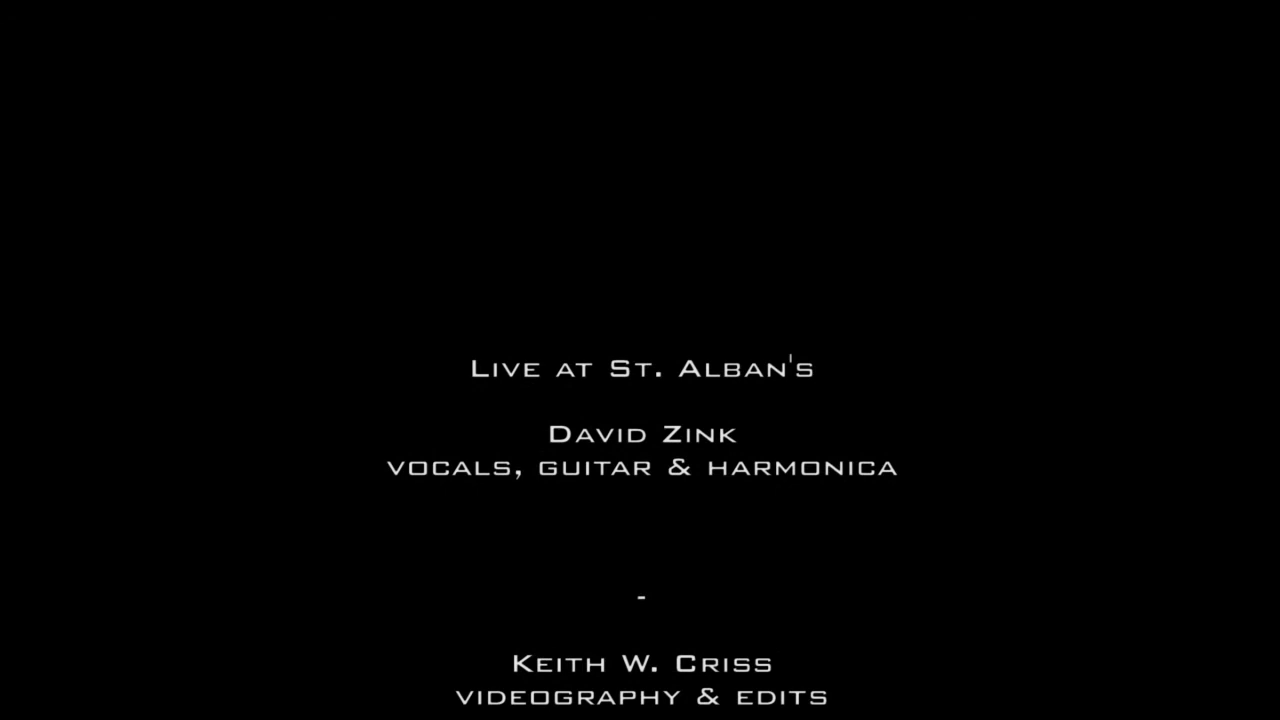 Live at St. Alban's
David Zink
vocals, guitar & harmonica
-
Keith W. Criss
videography & edits